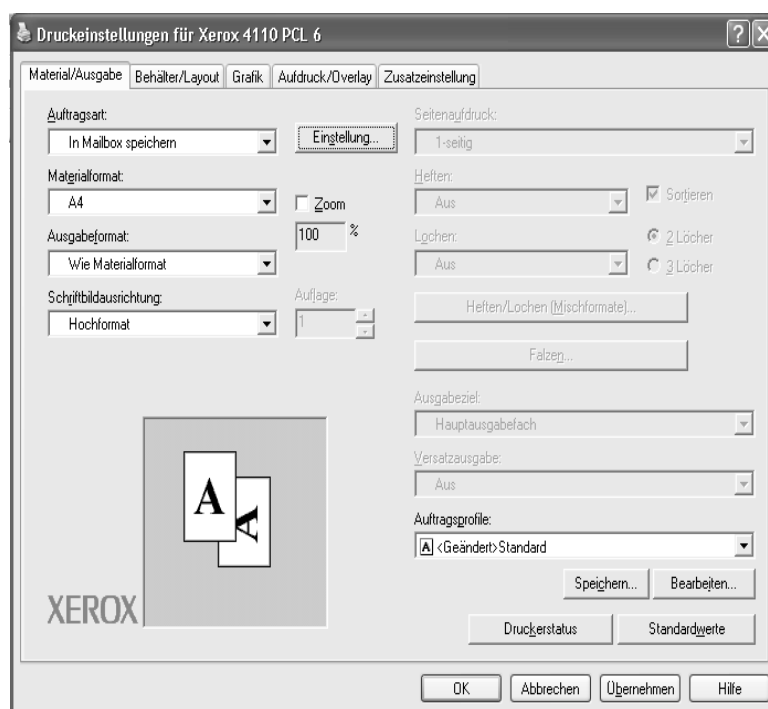 Druckeinstellungen für Xerox 4110 PCL 6
Material/Ausgabe Behälter/Layout Grafik Aufdruck/Overlay Zusatzeinstellung
Auftragsart:
In Mailbox speichern
Einstellung...
Materialformat:
A4
Zoom
100 %
Ausgabeformat:
Wie Materialformat
Schriftbildausrichtung:
Hochformat
Auflage:
1
A
A
XEROX
Seitenaufdruck:
1-seitig
Heften:
Aus
Sortieren
Lochen:
Aus
2 Löcher
3 Löcher
Heften/Lochen (Mischformate)...
Falzen...
Ausgabeziel:
Hauptausgabefach
Versatzausgabe:
Aus
Auftragsprofile:
A <Geändert>Standard
Speichern... Bearbeiten...
Druckerstatus Standardwerte
OK Abbrechen Übernehmen Hilfe